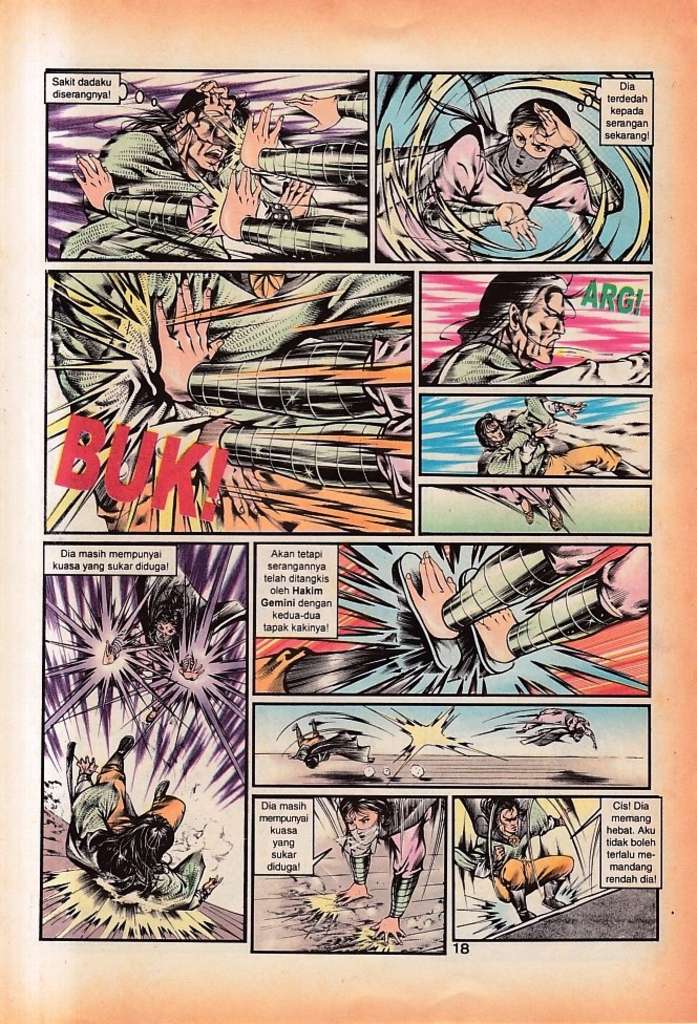 Sakit dadaku
diserangnya!
Dia
terdedah
kepada
serangan
sekarang!
BUK!
ARG!
Dia masih mempunyai
kuasa yang sukar diduga!
Akan tetapi
serangannya
telah ditangkis
oleh Hakim
Gemini dengan
kedua-dua
tapak kakinya!
Dia masih
mempunyai
kuasa
yang
sukar
diduga!
Cis! Dia
memang
hebat. Aku
tidak boleh
terlalu me-
mandang
rendah dia!
18